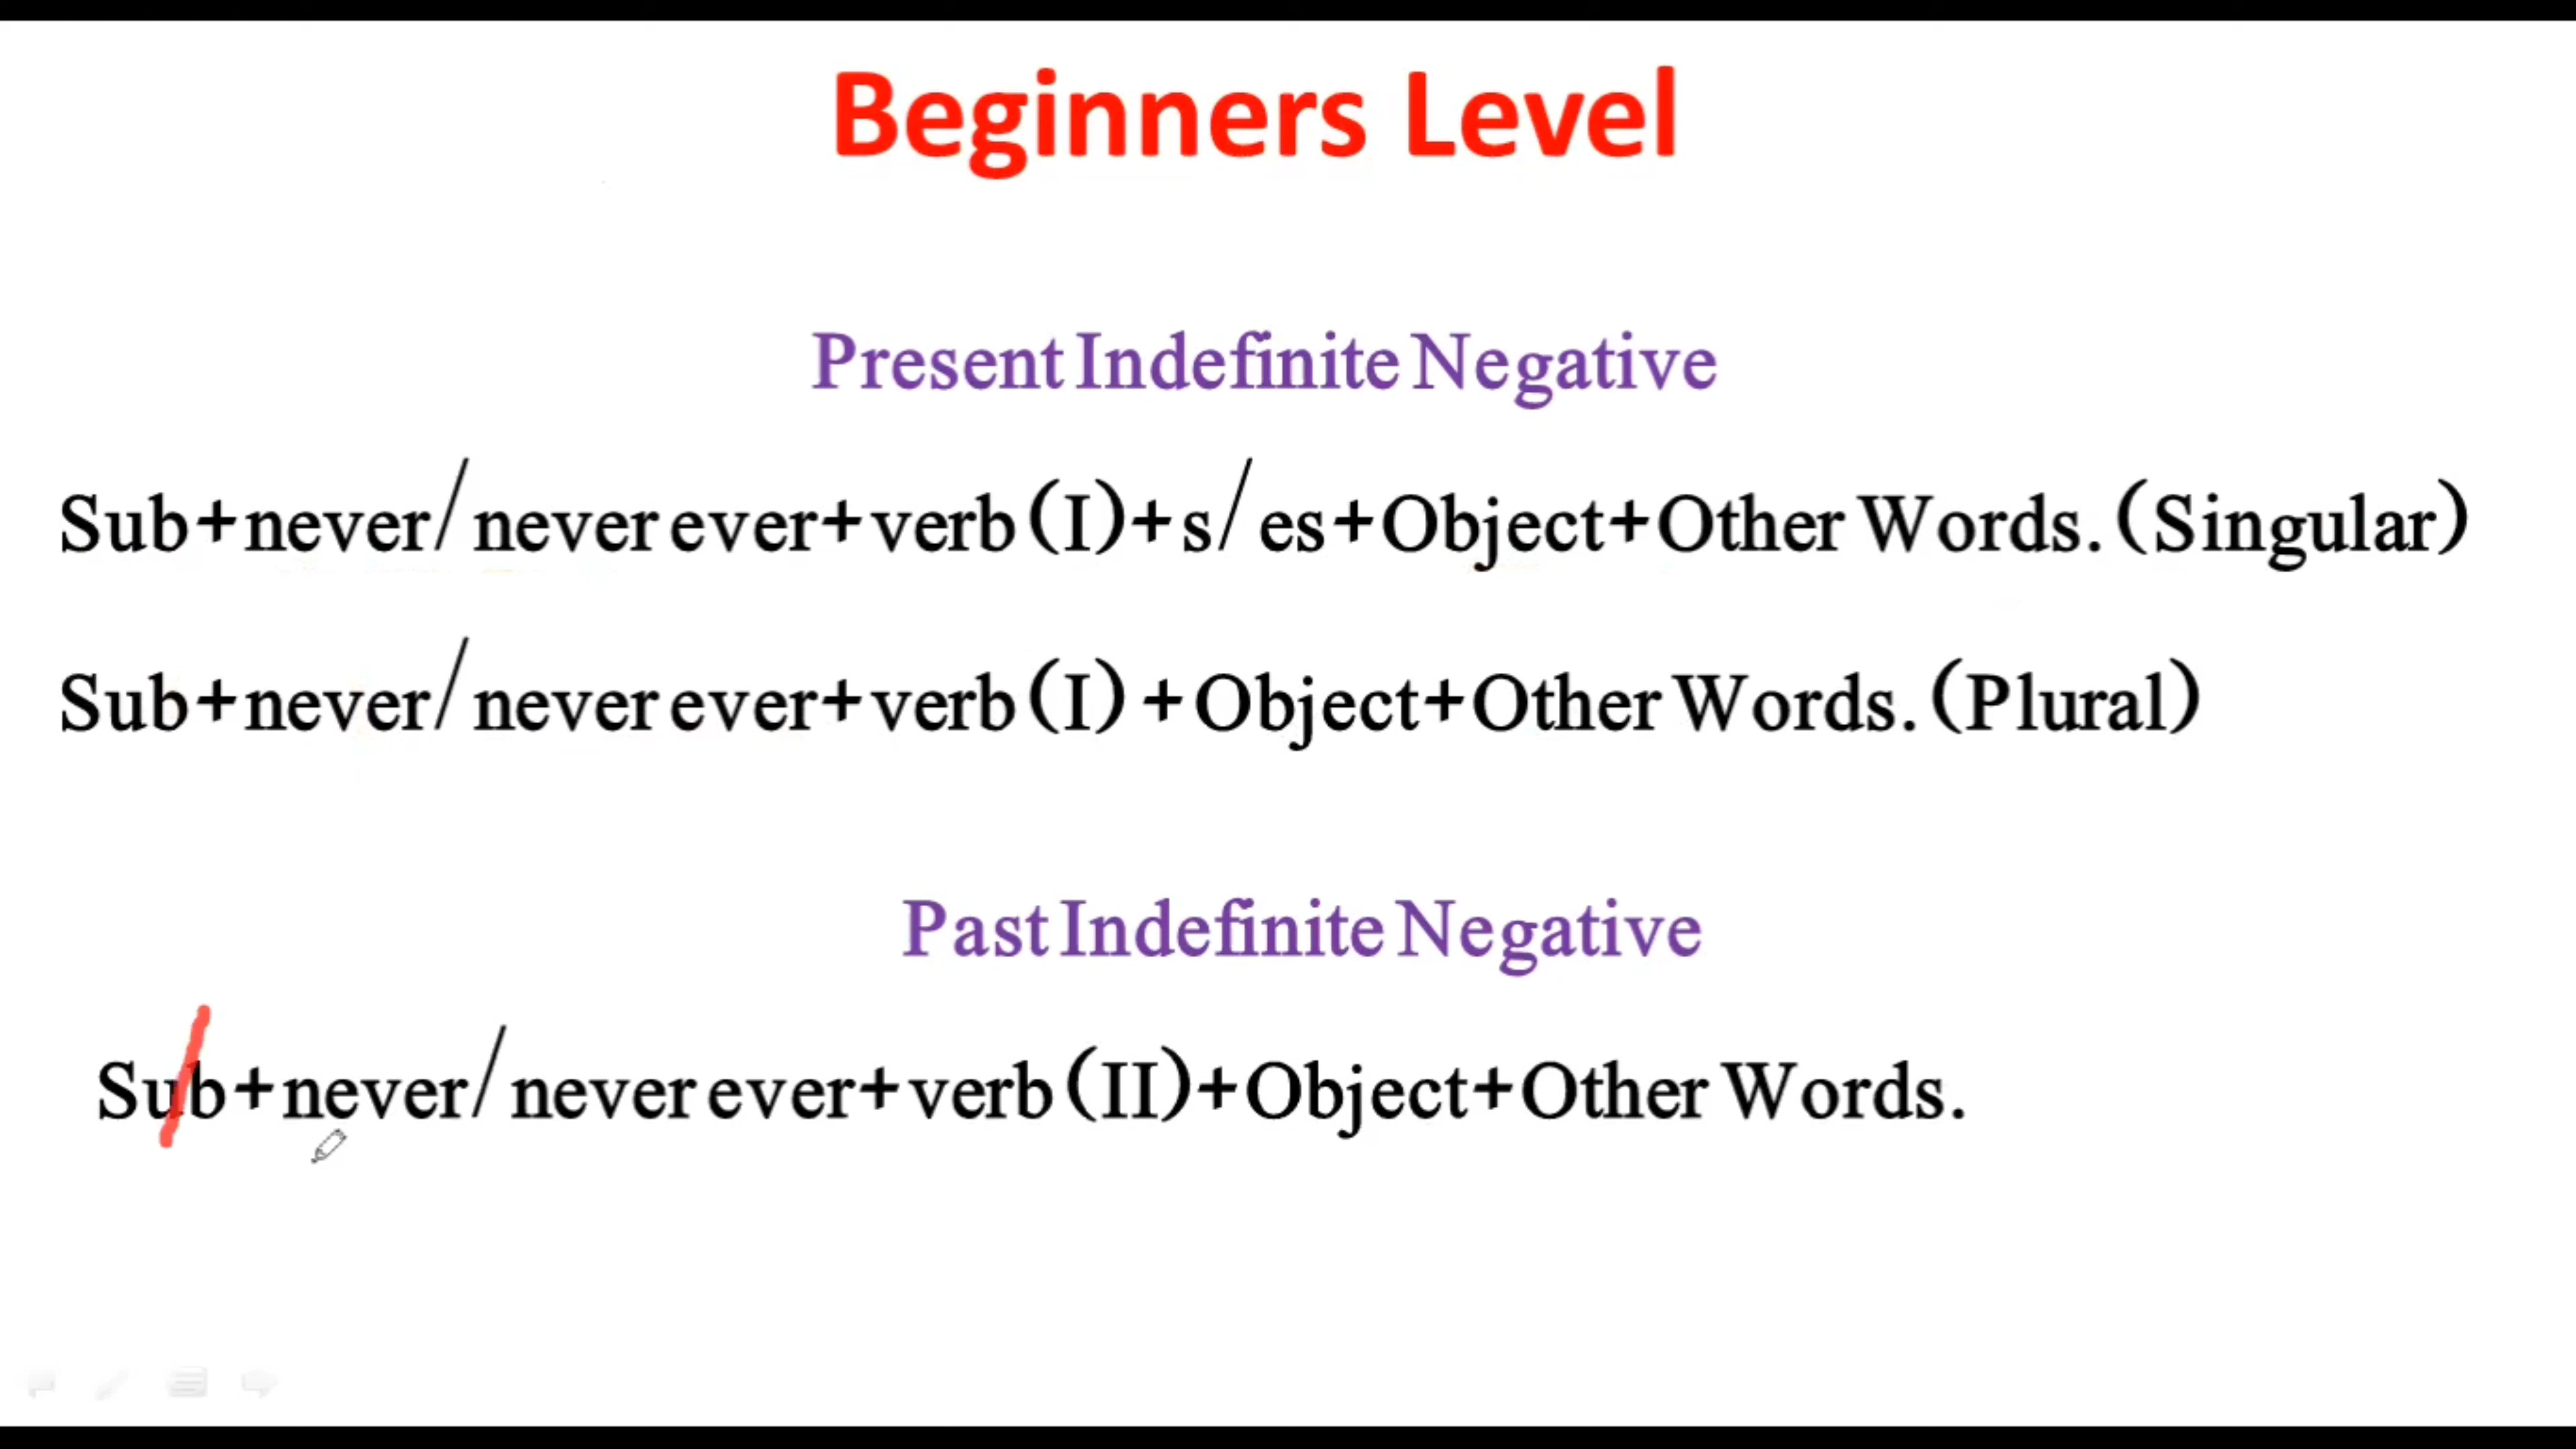 Beginners Level
Present Indefinite Negative
Sub+never/never ever+verb(I)+s/es+Object+Other Words.(Singular)
Sub+never/never ever+verb(I)+Object+Other Words.(Plural)
Past Indefinite Negative
Sub+never/never ever+verb(II)+Object+Other Words.